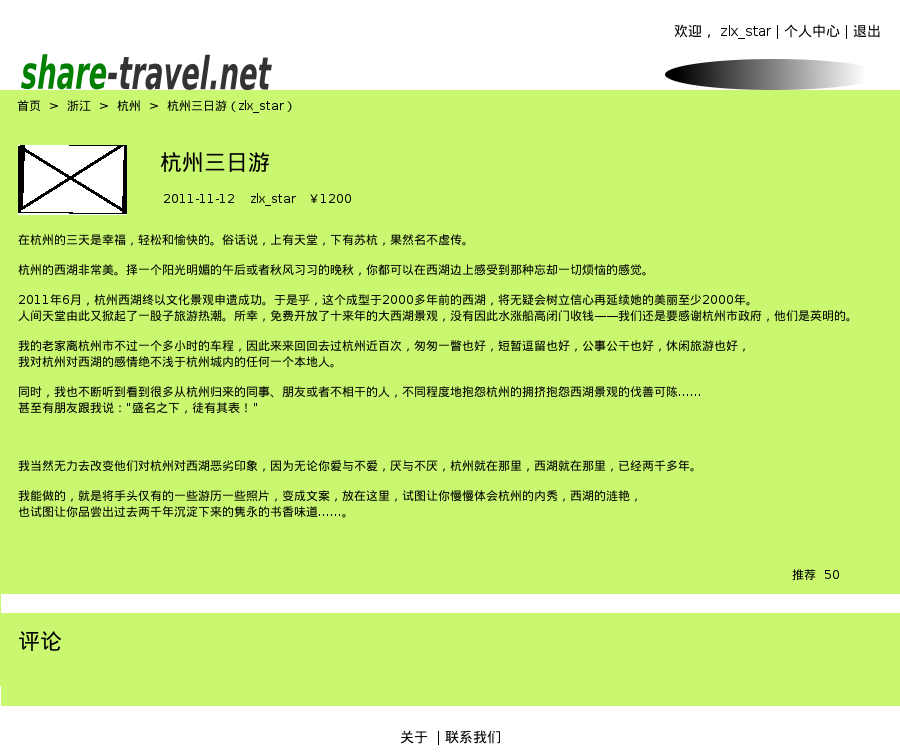 欢迎， zlx_star | 个人中心 | 退出
share-travel.net
首页 > 浙江 > 杭州 > 杭州三日游 ( zlx_star )
杭州三日游
2011-11-12 zlx_star ￥1200
在杭州的三天是幸福，轻松和愉快的。俗话说，上有天堂，下有苏杭，果然名不虚传。
杭州的西湖非常美。择一个阳光明媚的午后或者秋风习习的晚秋，你都可以在西湖边上感受到那种忘却一切烦恼的感觉。
2011年6月，杭州西湖终以文化景观申遗成功。于是乎，这个成型于2000多年前的西湖，将无疑会树立信心再延续她的美丽至少2000年。
人间天堂由此又掀起了一股子旅游热潮。所幸，免费开放了十来年的大西湖景观，没有因此水涨船高闭门收钱——我们还是要感谢杭州市政府，他们是英明的。
我的老家离杭州市不过一个多小时的车程，因此来来回回去过杭州近百次，匆匆一瞥也好，短暂逗留也好，公事公干也好，休闲旅游也好，
我对杭州对西湖的感情绝不浅于杭州城内的任何一个本地人。
同时，我也不断听到看到很多从杭州归来的同事、朋友或者不相干的人，不同程度地抱怨杭州的拥挤抱怨西湖景观的伐善可陈……
甚至有朋友跟我说："盛名之下，徒有其表！"
我当然无力去改变他们对杭州对西湖恶劣印象，因为无论你爱与不爱，厌与不厌，杭州就在那里，西湖就在那里，已经两千多年。
我能做的，就是将手头仅有的一些游历一些照片，变成文案，放在这里，试图让你慢慢体会杭州的内秀，西湖的涟艳，
也试图让你品尝出过去两千年沉淀下来的隽永的书香味道……。
推荐 50
评论
关于 | 联系我们